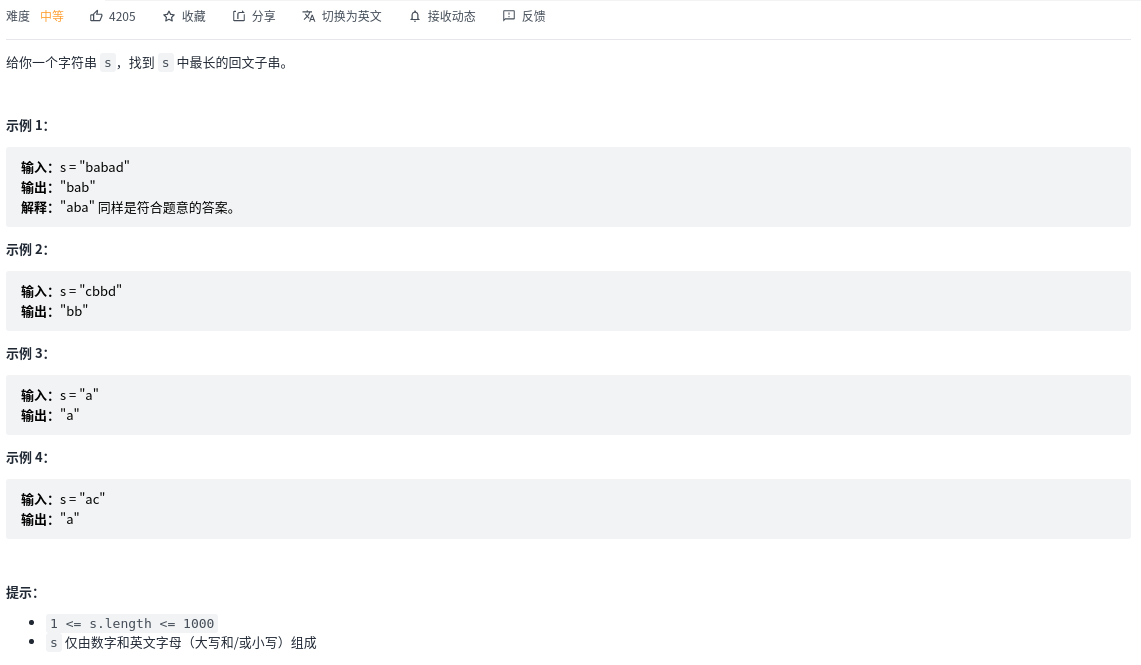 难度 中等 4205 收藏 分享 切换为英文 接收动态 反馈
给你一个字符串 s，找到 s 中最长的回文子串。
示例 1：
输入：s = "babad"
输出："bab"
解释："aba" 同样是符合题意的答案。
示例 2：
输入：s = "cbbd"
输出："bb"
示例 3：
输入：s = "a"
输出："a"
示例 4：
输入：s = "ac"
输出："a"
提示：
1 <= s.length <= 1000
s 仅由数字和英文字母（大写和/或小写）组成